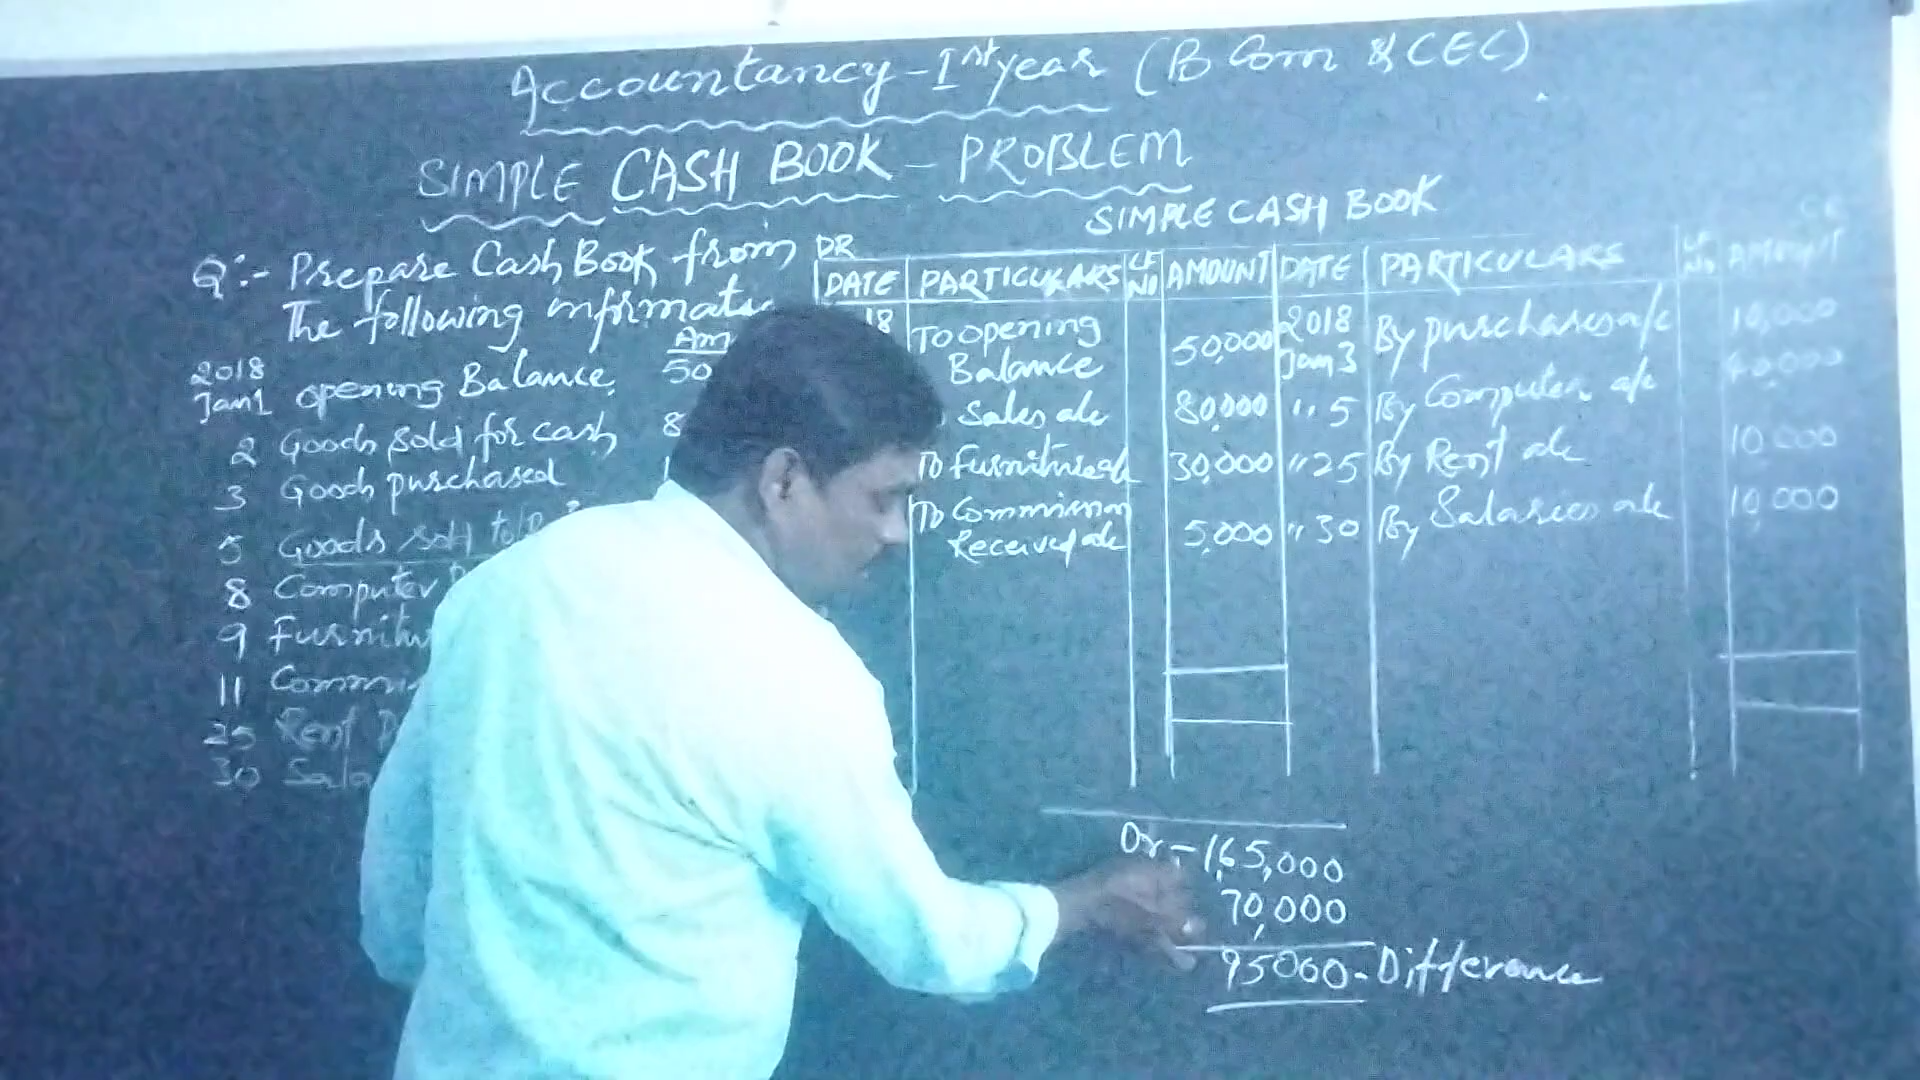 Accountancy - Ist year (B Com & CEC)
SIMPLE CASH BOOK - PROBLEM
Q:- Prepare Cash Book from
The following
Am
2018
Jan 1 opening Balance 50
2 Goods sold for cash 8
3 Goods purchased 1
5 Goods sold to
8 Computer
9 Furnitu
11 Commi
25 Rent P
30 Sala
SIMPLE CASH BOOK
DR
DATE PARTICULARS LF NO AMOUNT DATE PARTICULARS LF NO AMOUNT
18 To opening Balance 50,000 2018 Jan 3 By purchases a/c 10,000
Sales a/c 80,000 " 5 By Computer a/c 40,000
To Furniture a/c 30,000 " 25 By Rent a/c 10,000
To Commission Received a/c 5,000 " 30 By Salaries a/c 10,000
Dr - 1,65,000
70,000
95000 - Difference